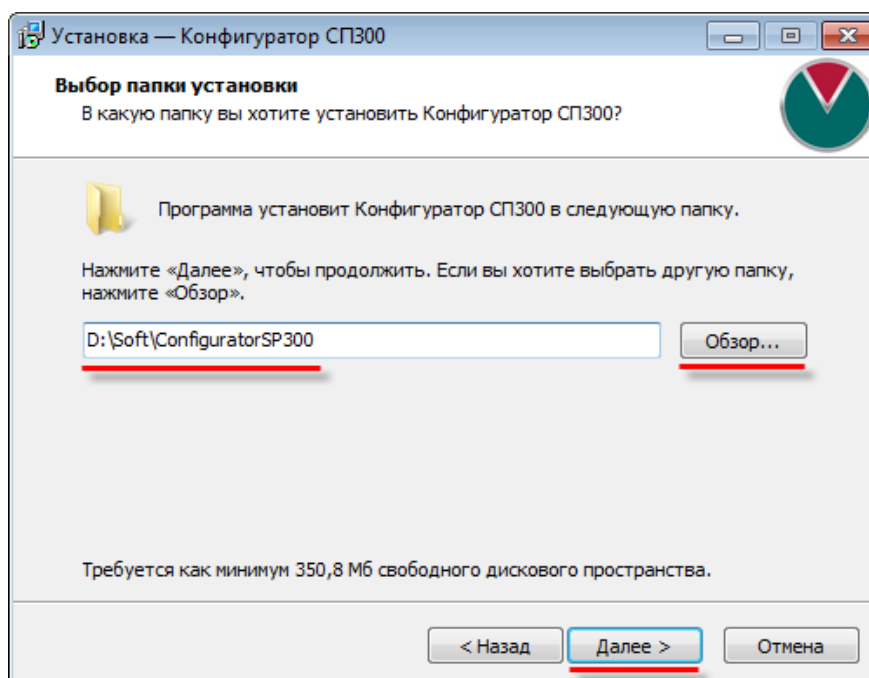 Установка — Конфигуратор СП300
Выбор папки установки
В какую папку вы хотите установить Конфигуратор СП300?
Программа установит Конфигуратор СП300 в следующую папку.
Нажмите «Далее», чтобы продолжить. Если вы хотите выбрать другую папку,
нажмите «Обзор».
D:\Soft\ConfiguratorSP300
Обзор...
Требуется как минимум 350,8 Мб свободного дискового пространства.
< Назад
Далее >
Отмена